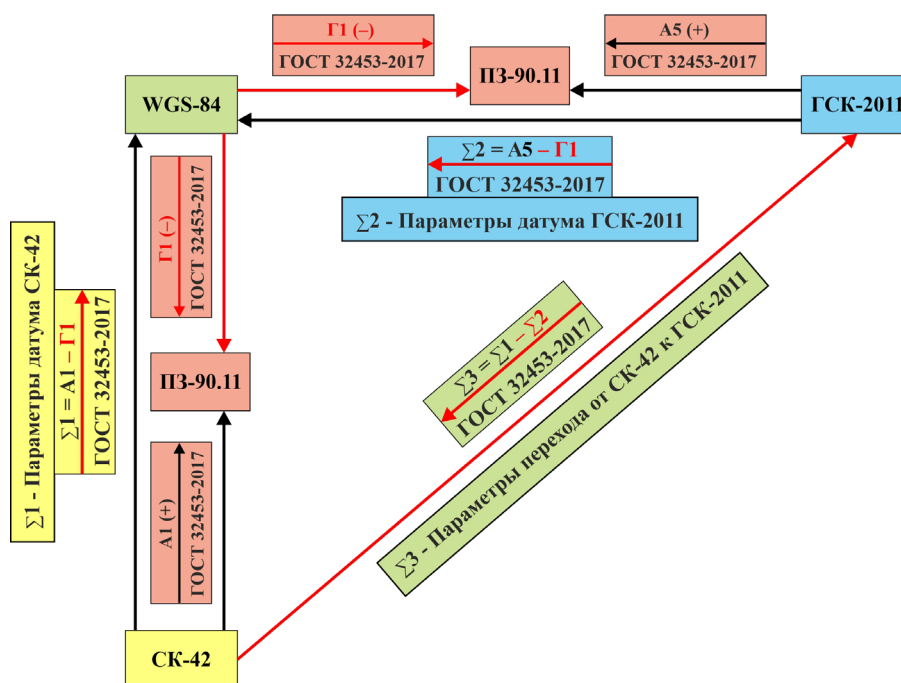 Г1 (–)
ГОСТ 32453-2017
ПЗ-90.11
А5 (+)
ГОСТ 32453-2017
WGS-84
ГСК-2011
∑2 = А5 – Г1
ГОСТ 32453-2017
∑2 - Параметры датума ГСК-2011
Г1 (–)
ГОСТ 32453-2017
∑1 - Параметры датума СК-42
∑1 = А1 – Г1
ГОСТ 32453-2017
ПЗ-90.11
∑3 = ∑1 – ∑2
ГОСТ 32453-2017
∑3 - Параметры перехода от СК-42 к ГСК-2011
А1 (+)
ГОСТ 32453-2017
СК-42